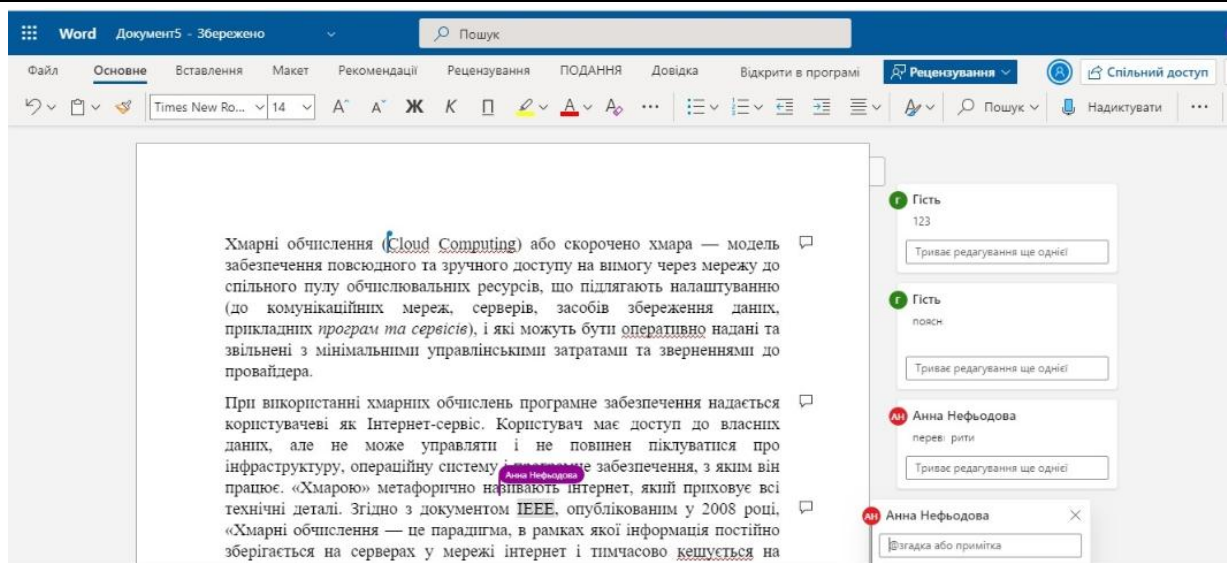 Word Документ5 - Збережено
Пошук
Файл Основне Вставлення Макет Рекомендації Рецензування ПОДАННЯ Довідка Відкрити в програмі Рецензування Спільний доступ
Times New Ro... 14 А А Ж К П А А Пошук Надиктувати
Хмарні обчислення (Cloud Computing) або скорочено хмара — модель
забезпечення повсюдного та зручного доступу на вимогу через мережу до
спільного пулу обчислювальних ресурсів, що підлягають налаштуванню
(до комунікаційних мереж, серверів, засобів збереження даних,
прикладних програм та сервісів), і які можуть бути оперативно надані та
звільнені з мінімальними управлінськими затратами та зверненнями до
провайдера.
При використанні хмарних обчислень програмне забезпечення надається
користувачеві як Інтернет-сервіс. Користувач має доступ до власних
даних, але не може управляти і не повинен піклуватися про
інфраструктуру, операційну систему і забезпечення, з яким він
Анна Нефьодова
працює. «Хмарою» метафорично називають інтернет, який приховує всі
технічні деталі. Згідно з документом IEEE, опублікованим у 2008 році,
«Хмарні обчислення — це парадигма, в рамках якої інформація постійно
зберігається на серверах у мережі інтернет і тимчасово кешується на
Г Гість
123
Триває редагування ще однієї
Г Гість
поясн
Триває редагування ще однієї
АН Анна Нефьодова
перевірити
Триває редагування ще однієї
АН Анна Нефьодова
@згадка або примітка